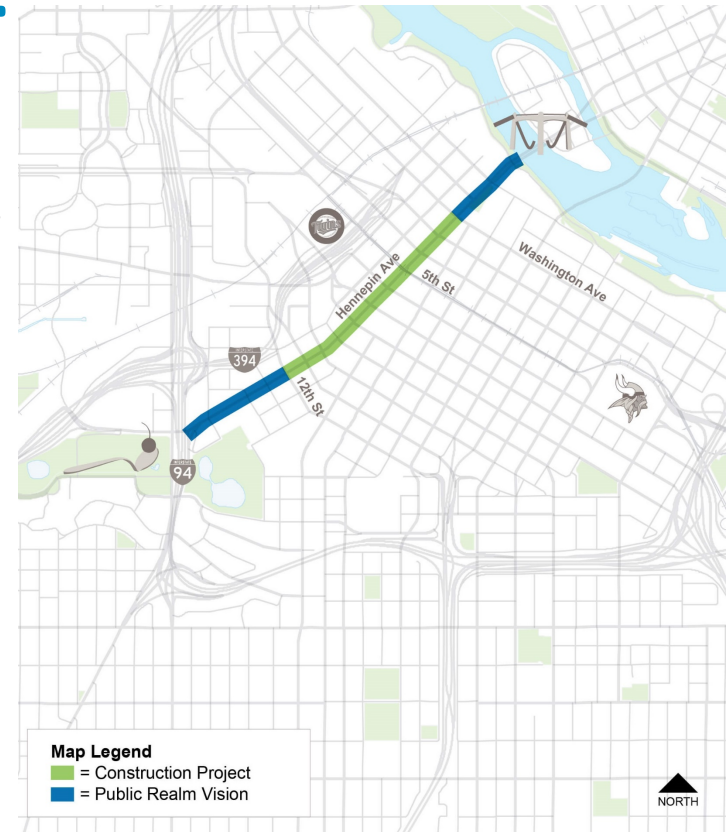 Hennepin Ave
5th St
Washington Ave
12th St
394
94
Map Legend
= Construction Project
= Public Realm Vision
NORTH